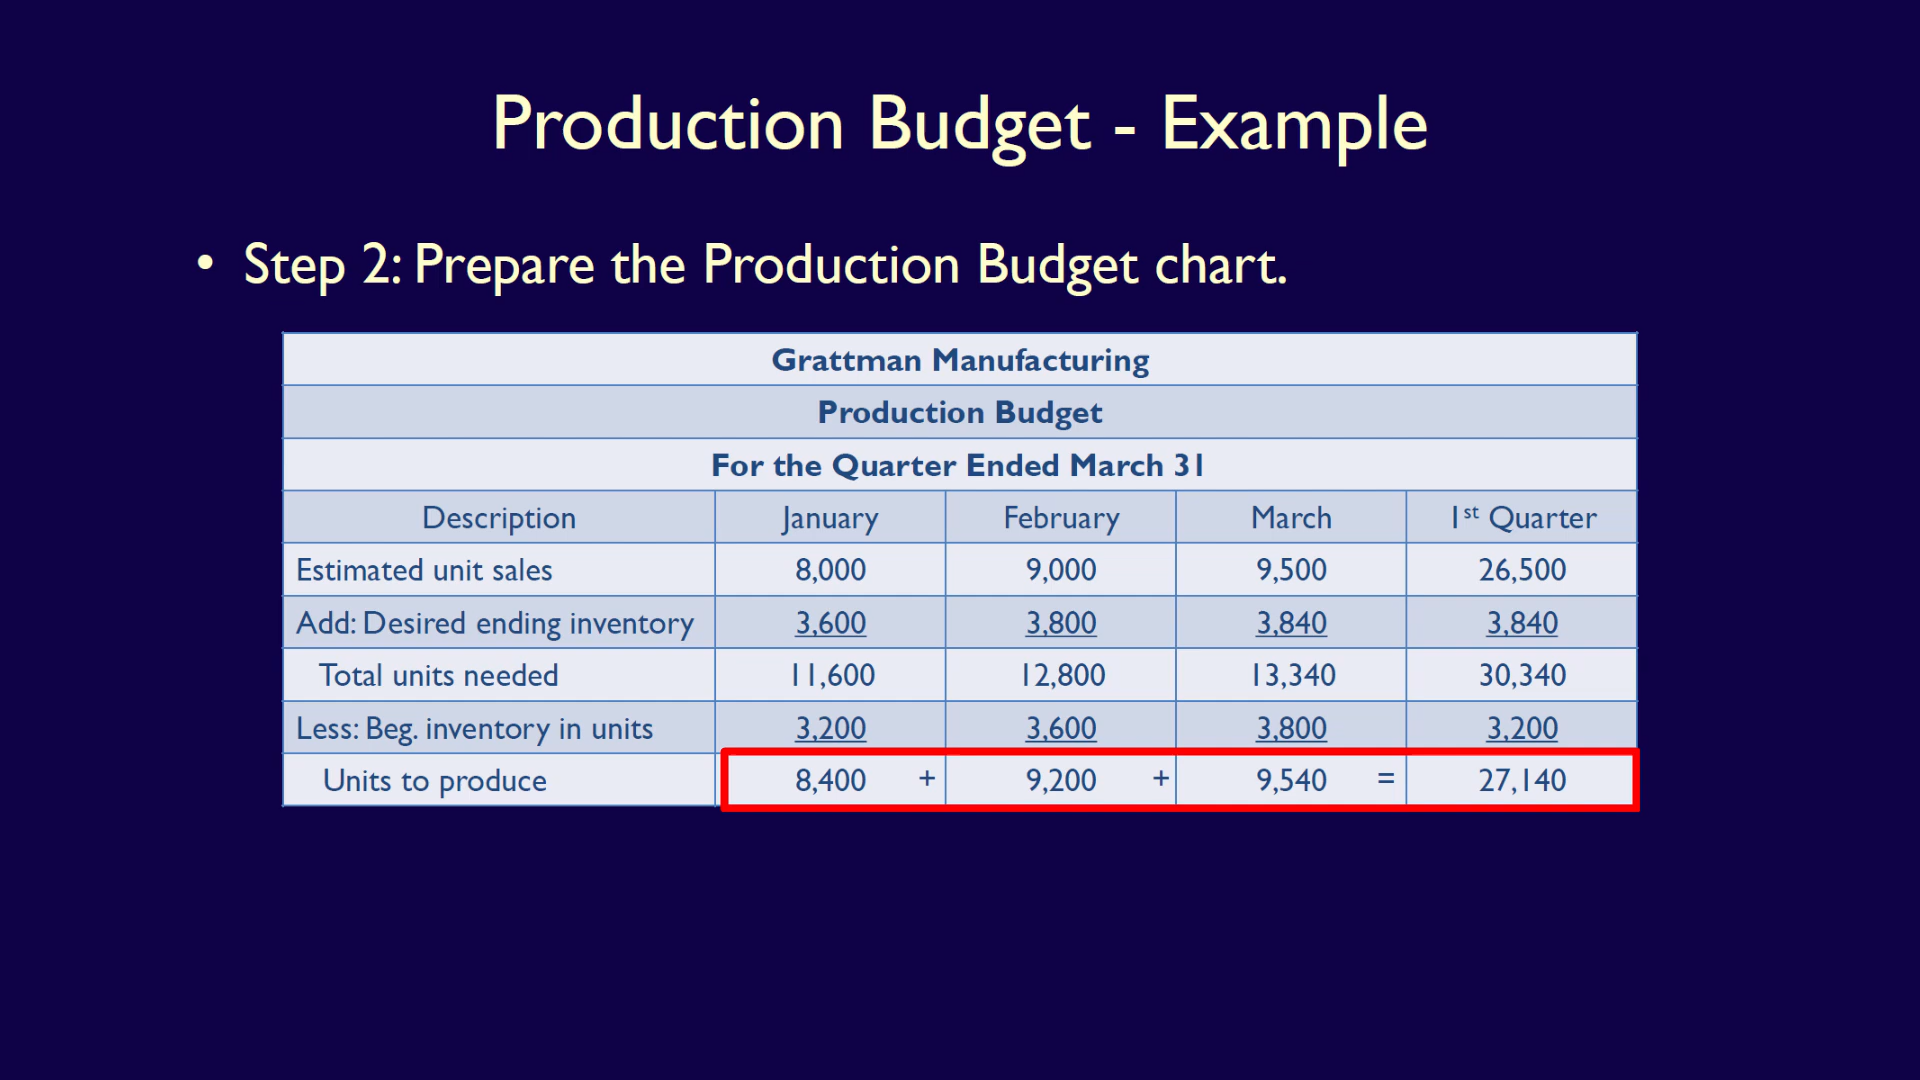 Production Budget - Example
• Step 2: Prepare the Production Budget chart.
Grattman Manufacturing
Production Budget
For the Quarter Ended March 31
Description January February March 1st Quarter
Estimated unit sales 8,000 9,000 9,500 26,500
Add: Desired ending inventory 3,600 3,800 3,840 3,840
Total units needed 11,600 12,800 13,340 30,340
Less: Beg. inventory in units 3,200 3,600 3,800 3,200
Units to produce 8,400 + 9,200 + 9,540 = 27,140